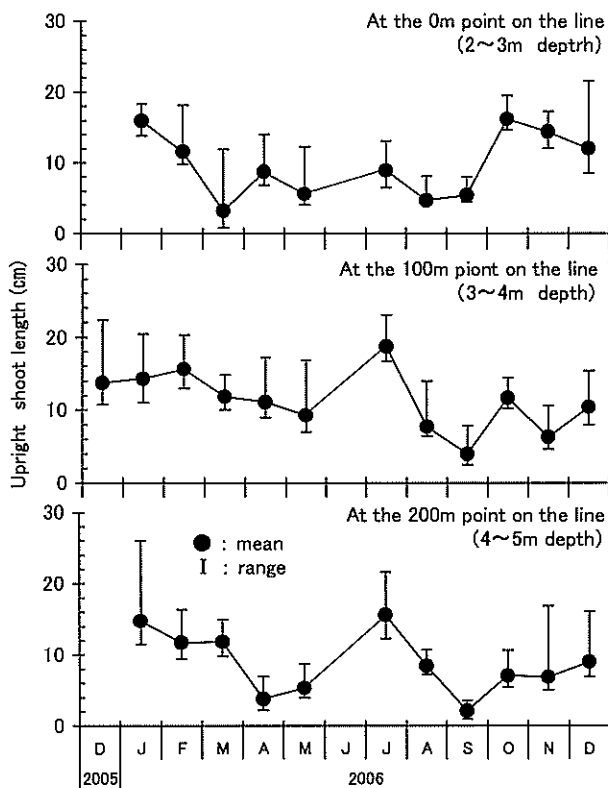 Upright shoot length (cm)
30
20
10
0
At the 0m point on the line
(2～3m deptrh)
30
20
10
0
At the 100m piont on the line
(3～4m depth)
30
20
10
0
At the 200m point on the line
(4～5m depth)
● : mean
I : range
D J F M A M J J A S O N D
2005 2006